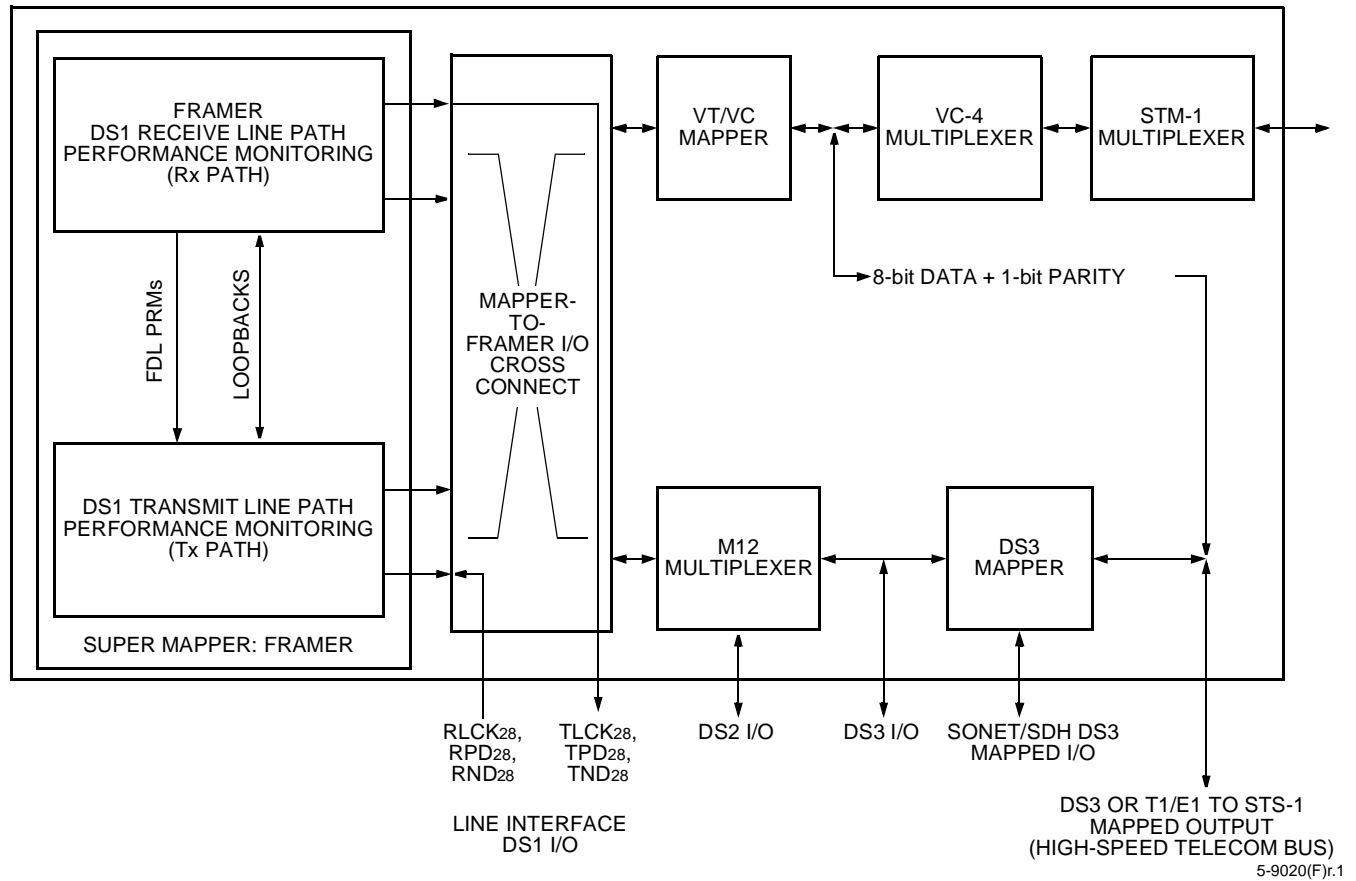 FRAMER
DS1 RECEIVE LINE PATH
PERFORMANCE MONITORING
(Rx PATH)
VT/VC
MAPPER
VC-4
MULTIPLEXER
STM-1
MULTIPLEXER
FDL PRMs
LOOPBACKS
8-bit DATA + 1-bit PARITY
MAPPER-
TO-
FRAMER I/O
CROSS
CONNECT
DS1 TRANSMIT LINE PATH
PERFORMANCE MONITORING
(Tx PATH)
M12
MULTIPLEXER
DS3
MAPPER
SUPER MAPPER: FRAMER
RLCK28,
RPD28,
RND28
TLCK28,
TPD28,
TND28
DS2 I/O
DS3 I/O
SONET/SDH DS3
MAPPED I/O
LINE INTERFACE
DS1 I/O
DS3 OR T1/E1 TO STS-1
MAPPED OUTPUT
(HIGH-SPEED TELECOM BUS)
5-9020(F)r.1